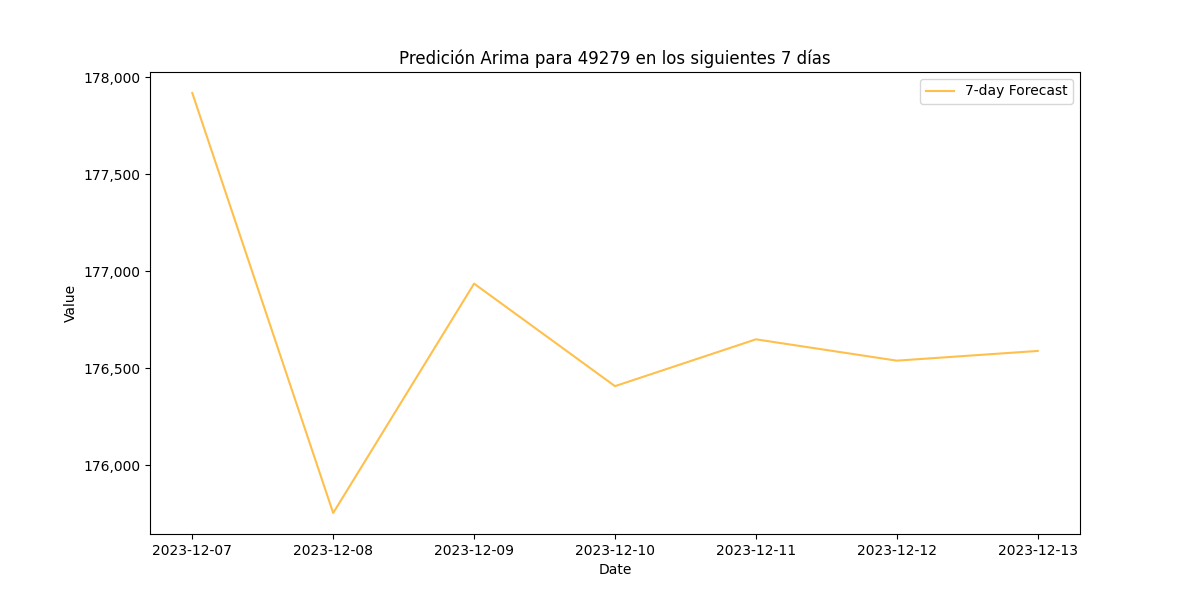 Predicción Arima para 49279 en los siguientes 7 días
7-day Forecast
178,000
177,500
177,000
176,500
176,000
Value
2023-12-07 2023-12-08 2023-12-09 2023-12-10 2023-12-11 2023-12-12 2023-12-13
Date